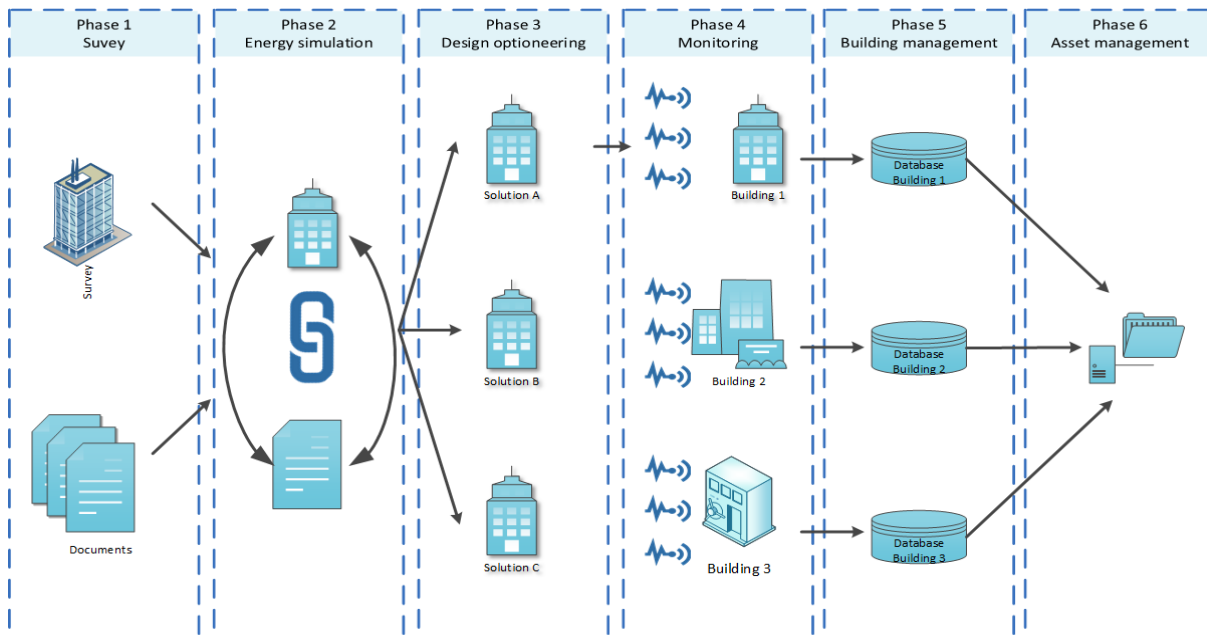 Phase 1
Suvey
Phase 2
Energy simulation
Phase 3
Design optioneering
Phase 4
Monitoring
Phase 5
Building management
Phase 6
Asset management
Survey
Documents
Solution A
Solution B
Solution C
Building 1
Building 2
Building 3
Database
Building 1
Database
Building 2
Database
Building 3